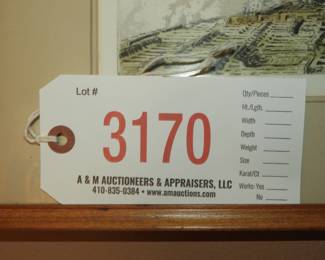 Lot #
3170
A & M AUCTIONEERS & APPRAISERS, LLC
410-835-0384 • www.amauctions.com
Qty/Pieces
Ht./Lgth.
Width
Depth
Weight
Size
Karat/Ct
Works- Yes
No